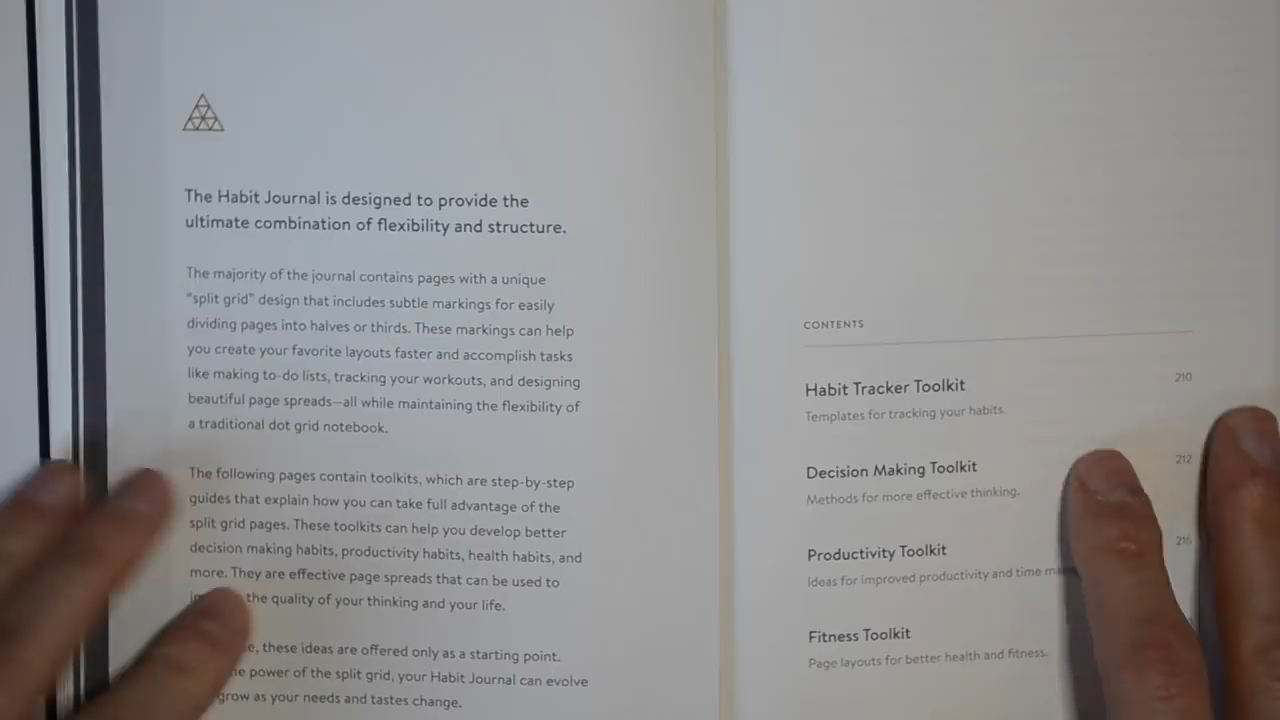 The Habit Journal is designed to provide the
ultimate combination of flexibility and structure.
The majority of the journal contains pages with a unique
“split grid” design that includes subtle markings for easily
dividing pages into halves or thirds. These markings can help
you create your favorite layouts faster and accomplish tasks
like making to-do lists, tracking your workouts, and designing
beautiful page spreads—all while maintaining the flexibility of
a traditional dot grid notebook.
The following pages contain toolkits, which are step-by-step
guides that explain how you can take full advantage of the
split grid pages. These toolkits can help you develop better
decision making habits, productivity habits, health habits, and
more. They are effective page spreads that can be used to
the quality of your thinking and your life.
these ideas are offered only as a starting point.
power of the split grid, your Habit Journal can evolve
grow as your needs and tastes change.
CONTENTS
Habit Tracker Toolkit 210
Templates for tracking your habits.
Decision Making Toolkit 212
Methods for more effective thinking.
Productivity Toolkit 216
Ideas for improved productivity and time
Fitness Toolkit
Page layouts for better health and fitness.